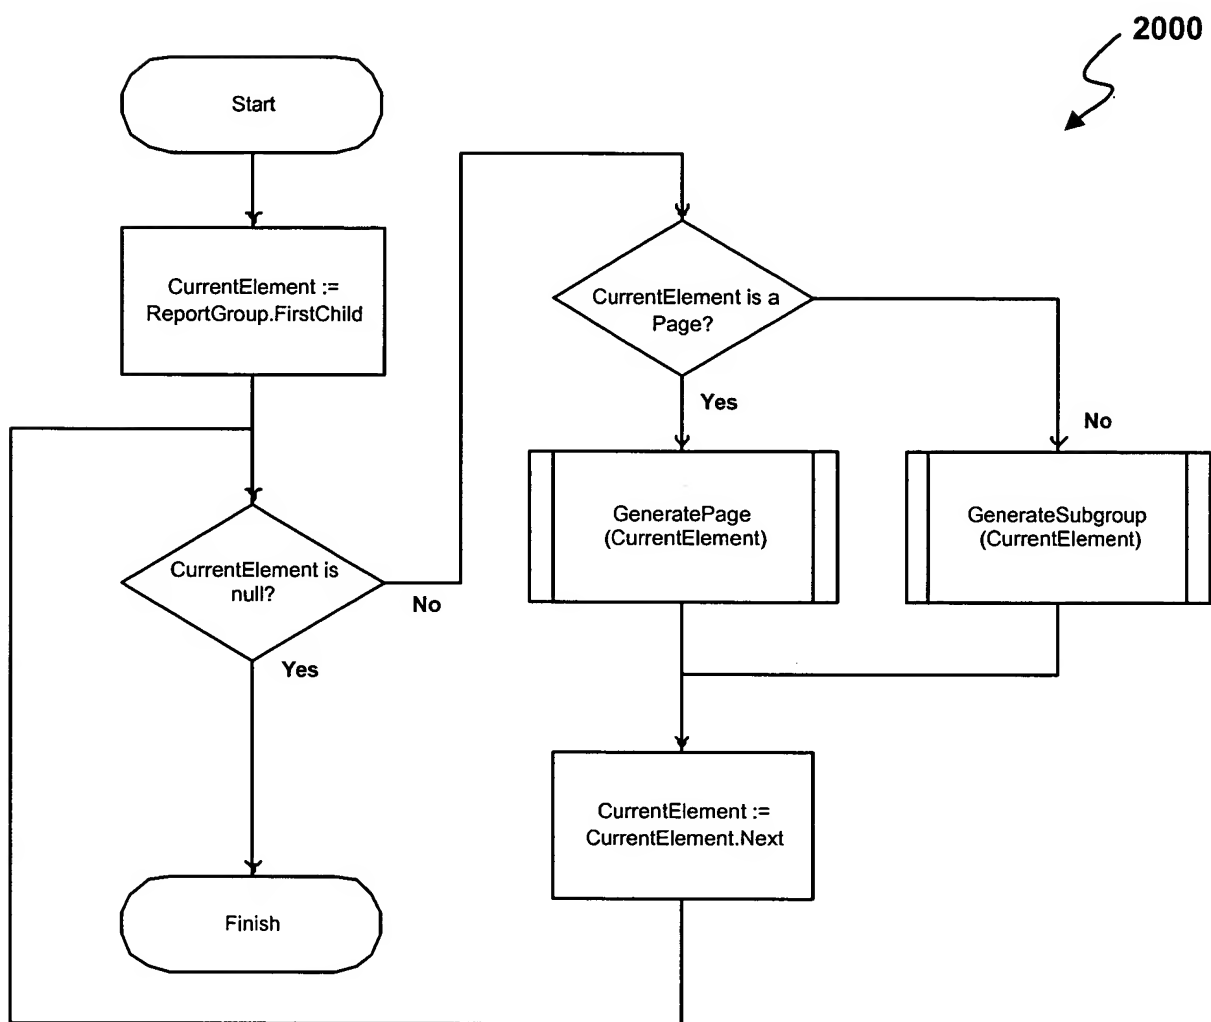 2000
Start
CurrentElement :=
ReportGroup.FirstChild
CurrentElement is
null?
No
Yes
Finish
CurrentElement is a
Page?
Yes
No
GeneratePage
(CurrentElement)
GenerateSubgroup
(CurrentElement)
CurrentElement :=
CurrentElement.Next